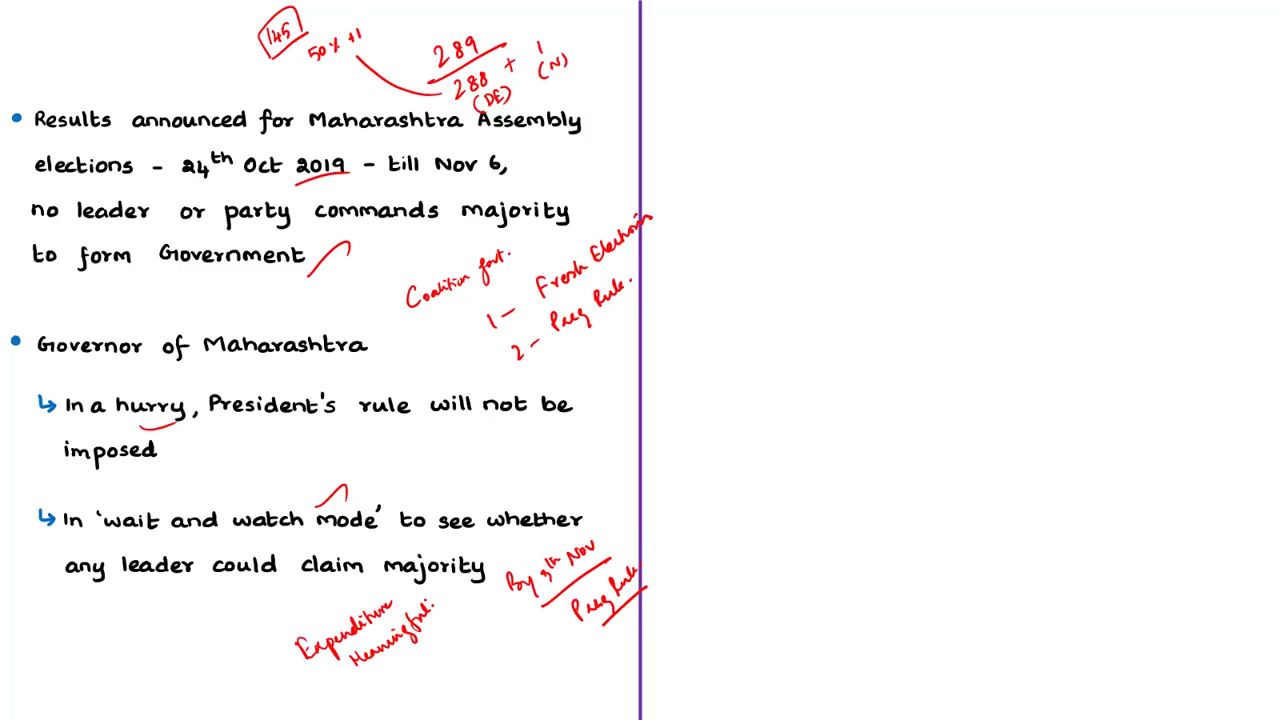 145
50% +1
289
288 + 1
(DE) (N)
• Results announced for Maharashtra Assembly
elections - 24th Oct 2019 - till Nov 6,
no leader or party commands majority
to form Government
Coalition
1 - Fresh Elections
2 - Preg Rule.
• Governor of Maharashtra
↳ In a hurry, President's rule will not be
imposed
↳ In 'wait and watch mode' to see whether
any leader could claim majority
By 9th Nov
Preg Rule
Expenditure
Meaningful.